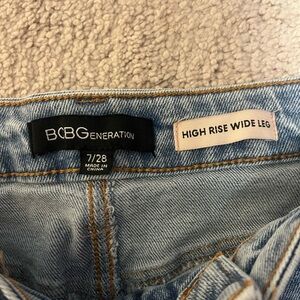 BCBGENERATION
7/28
MADE IN
CHINA
HIGH RISE WIDE LEG